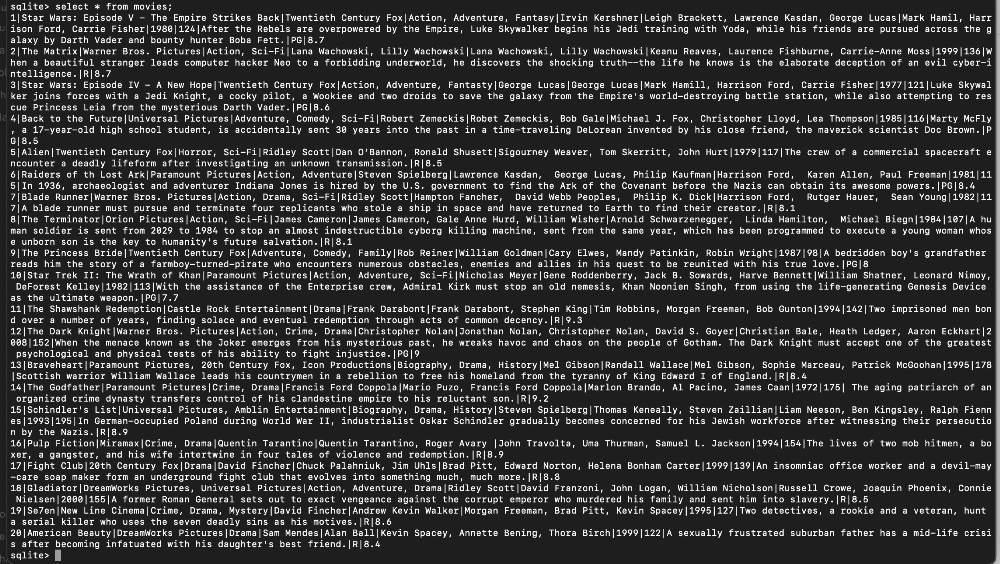 sqlite> select * from movies;
1|Star Wars: Episode V – The Empire Strikes Back|Twentieth Century Fox|Action, Adventure, Fantasy|Irvin Kershner|Leigh Brackett, Lawrence Kasdan, George Lucas|Mark Hamil, Harr
ison Ford, Carrie Fisher|1980|124|After the Rebels are overpowered by the Empire, Luke Skywalker begins his Jedi training with Yoda, while his friends are pursued across the g
alaxy by Darth Vader and bounty hunter Boba Fett.|PG|8.7
2|The Matrix|Warner Bros. Pictures|Action, Sci-Fi|Lana Wachowski, Lilly Wachowski|Lana Wachowski, Lilly Wachowski|Keanu Reaves, Laurence Fishburne, Carrie-Anne Moss|1999|136|W
hen a beautiful stranger leads computer hacker Neo to a forbidding underworld, he discovers the shocking truth--the life he knows is the elaborate deception of an evil cyber-i
ntelligence.|R|8.7
3|Star Wars: Episode IV – A New Hope|Twentieth Century Fox|Action, Adventure, Fantasty|George Lucas|George Lucas|Mark Hamill, Harrison Ford, Carrie Fisher|1977|121|Luke Skywal
ker joins forces with a Jedi Knight, a cocky pilot, a Wookiee and two droids to save the galaxy from the Empire's world-destroying battle station, while also attempting to res
cue Princess Leia from the mysterious Darth Vader.|PG|8.6
4|Back to the Future|Universal Pictures|Adventure, Comedy, Sci-Fi|Robert Zemeckis|Robet Zemeckis, Bob Gale|Michael J. Fox, Christopher Lloyd, Lea Thompson|1985|116|Marty McFly
, a 17-year-old high school student, is accidentally sent 30 years into the past in a time-traveling DeLorean invented by his close friend, the maverick scientist Doc Brown.|P
G|8.5
5|Alien|Twentieth Century Fox|Horror, Sci-Fi|Ridley Scott|Dan O’Bannon, Ronald Shusett|Sigourney Weaver, Tom Skerritt, John Hurt|1979|117|The crew of a commercial spacecraft e
ncounter a deadly lifeform after investigating an unknown transmission.|R|8.5
6|Raiders of th Lost Ark|Paramount Pictures|Action, Adventure|Steven Spielberg|Lawrence Kasdan,  George Lucas, Philip Kaufman|Harrison Ford,  Karen Allen, Paul Freeman|1981|11
5|In 1936, archaeologist and adventurer Indiana Jones is hired by the U.S. government to find the Ark of the Covenant before the Nazis can obtain its awesome powers.|PG|8.4
7|Blade Runner|Warner Bros. Pictures|Action, Drama, Sci-Fi|Ridley Scott|Hampton Fancher,  David Webb Peoples,  Philip K. Dick|Harrison Ford,  Rutger Hauer,  Sean Young|1982|11
7|A blade runner must pursue and terminate four replicants who stole a ship in space and have returned to Earth to find their creator.|R|8.1
8|The Terminator|Orion Pictures|Action, Sci-Fi|James Cameron|James Cameron, Gale Anne Hurd, William Wisher|Arnold Schwarzenegger,  Linda Hamilton,  Michael Biegn|1984|107|A hu
man soldier is sent from 2029 to 1984 to stop an almost indestructible cyborg killing machine, sent from the same year, which has been programmed to execute a young woman whos
e unborn son is the key to humanity's future salvation.|R|8.1
9|The Princess Bride|Twentieth Century Fox|Adventure, Comedy, Family|Rob Reiner|William Goldman|Cary Elwes, Mandy Patinkin, Robin Wright|1987|98|A bedridden boy's grandfather
reads him the story of a farmboy-turned-pirate who encounters numerous obstacles, enemies and allies in his quest to be reunited with his true love.|PG|8
10|Star Trek II: The Wrath of Khan|Paramount Pictures|Action, Adventure, Sci-Fi|Nicholas Meyer|Gene Roddenberry, Jack B. Sowards, Harve Bennett|William Shatner, Leonard Nimoy,
 DeForest Kelley|1982|113|With the assistance of the Enterprise crew, Admiral Kirk must stop an old nemesis, Khan Noonien Singh, from using the life-generating Genesis Device
as the ultimate weapon.|PG|7.7
11|The Shawshank Redemption|Castle Rock Entertainment|Drama|Frank Darabont|Frank Darabont, Stephen King|Tim Robbins, Morgan Freeman, Bob Gunton|1994|142|Two imprisoned men bon
d over a number of years, finding solace and eventual redemption through acts of common decency.|R|9.3
12|The Dark Knight|Warner Bros. Pictures|Action, Crime, Drama|Christopher Nolan|Jonathan Nolan, Christopher Nolan, David S. Goyer|Christian Bale, Heath Ledger, Aaron Eckhart|2
008|152|When the menace known as the Joker emerges from his mysterious past, he wreaks havoc and chaos on the people of Gotham. The Dark Knight must accept one of the greatest
 psychological and physical tests of his ability to fight injustice.|PG|9
13|Braveheart|Paramount Pictures, 20th Century Fox, Icon Productions|Biography, Drama, History|Mel Gibson|Randall Wallace|Mel Gibson, Sophie Marceau, Patrick McGoohan|1995|178
|Scottish warrior William Wallace leads his countrymen in a rebellion to free his homeland from the tyranny of King Edward I of England.|R|8.4
14|The Godfather|Paramount Pictures|Crime, Drama|Francis Ford Coppola|Mario Puzo, Francis Ford Coppola|Marlon Brando, Al Pacino, James Caan|1972|175| The aging patriarch of an
 organized crime dynasty transfers control of his clandestine empire to his reluctant son.|R|9.2
15|Schindler's List|Universal Pictures, Amblin Entertainment|Biography, Drama, History|Steven Spielberg|Thomas Keneally, Steven Zaillian|Liam Neeson, Ben Kingsley, Ralph Fienn
es|1993|195|In German-occupied Poland during World War II, industrialist Oskar Schindler gradually becomes concerned for his Jewish workforce after witnessing their persecutio
n by the Nazis.|R|8.9
16|Pulp Fiction|Miramax|Crime, Drama|Quentin Tarantino|Quentin Tarantino, Roger Avary |John Travolta, Uma Thurman, Samuel L. Jackson|1994|154|The lives of two mob hitmen, a bo
xer, a gangster, and his wife intertwine in four tales of violence and redemption.|R|8.9
17|Fight Club|20th Century Fox|Drama|David Fincher|Chuck Palahniuk, Jim Uhls|Brad Pitt, Edward Norton, Helena Bonham Carter|1999|139|An insomniac office worker and a devil-may
-care soap maker form an underground fight club that evolves into something much, much more.|R|8.8
18|Gladiator|DreamWorks Pictures, Universal Pictures|Action, Adventure, Drama|Ridley Scott|David Franzoni, John Logan, William Nicholson|Russell Crowe, Joaquin Phoenix, Connie
 Nielsen|2000|155|A former Roman General sets out to exact vengeance against the corrupt emperor who murdered his family and sent him into slavery.|R|8.5
19|Se7en|New Line Cinema|Crime, Drama, Mystery|David Fincher|Andrew Kevin Walker|Morgan Freeman, Brad Pitt, Kevin Spacey|1995|127|Two detectives, a rookie and a veteran, hunt
a serial killer who uses the seven deadly sins as his motives.|R|8.6
20|American Beauty|DreamWorks Pictures|Drama|Sam Mendes|Alan Ball|Kevin Spacey, Annette Bening, Thora Birch|1999|122|A sexually frustrated suburban father has a mid-life crisi
s after becoming infatuated with his daughter's best friend.|R|8.4
sqlite>